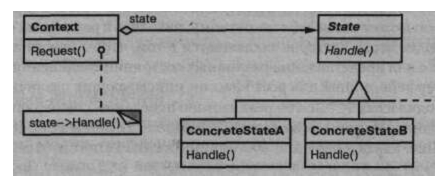 state
Context
State
Request()
Handle()
state->Handle()
ConcreteStateA
ConcreteStateB
Handle()
Handle()